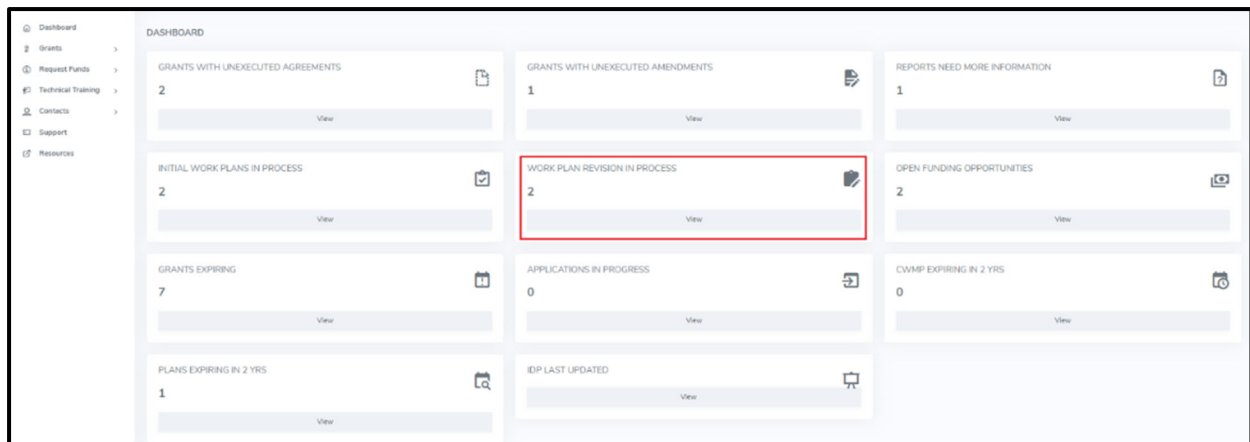 Dashboard
Grants
Request Funds
Technical Training
Contacts
Support
Resources
DASHBOARD
GRANTS WITH UNEXECUTED AGREEMENTS
2
View
GRANTS WITH UNEXECUTED AMENDMENTS
1
View
REPORTS NEED MORE INFORMATION
1
View
INITIAL WORK PLANS IN PROCESS
2
View
WORK PLAN REVISION IN PROCESS
2
View
OPEN FUNDING OPPORTUNITIES
2
View
GRANTS EXPIRING
7
View
APPLICATIONS IN PROGRESS
0
View
CWMP EXPIRING IN 2 YRS
0
View
PLANS EXPIRING IN 2 YRS
1
View
IDP LAST UPDATED
View